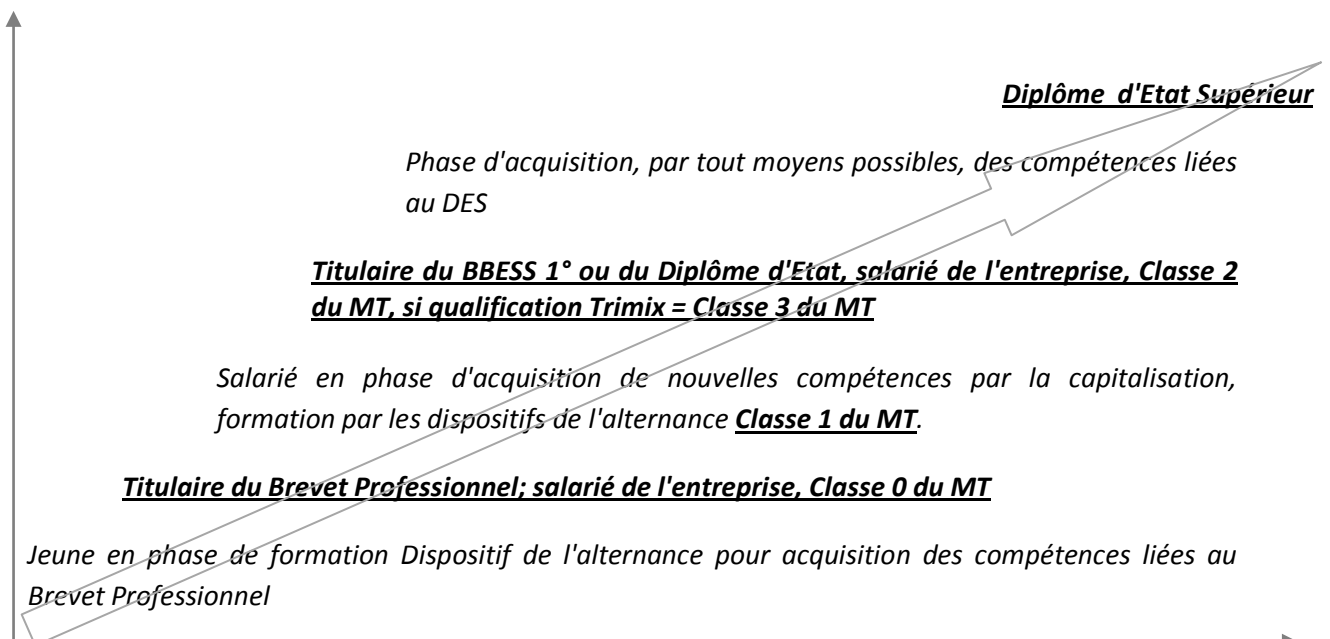 Diplôme d'Etat Supérieur
Phase d'acquisition, par tout moyens possibles, des compétences liées
au DES
Titulaire du BBESS 1° ou du Diplôme d'Etat, salarié de l'entreprise, Classe 2
du MT, si qualification Trimix = Classe 3 du MT
Salarié en phase d'acquisition de nouvelles compétences par la capitalisation,
formation par les dispositifs de l'alternance Classe 1 du MT.
Titulaire du Brevet Professionnel; salarié de l'entreprise, Classe 0 du MT
Jeune en phase de formation Dispositif de l'alternance pour acquisition des compétences liées au
Brevet Professionnel